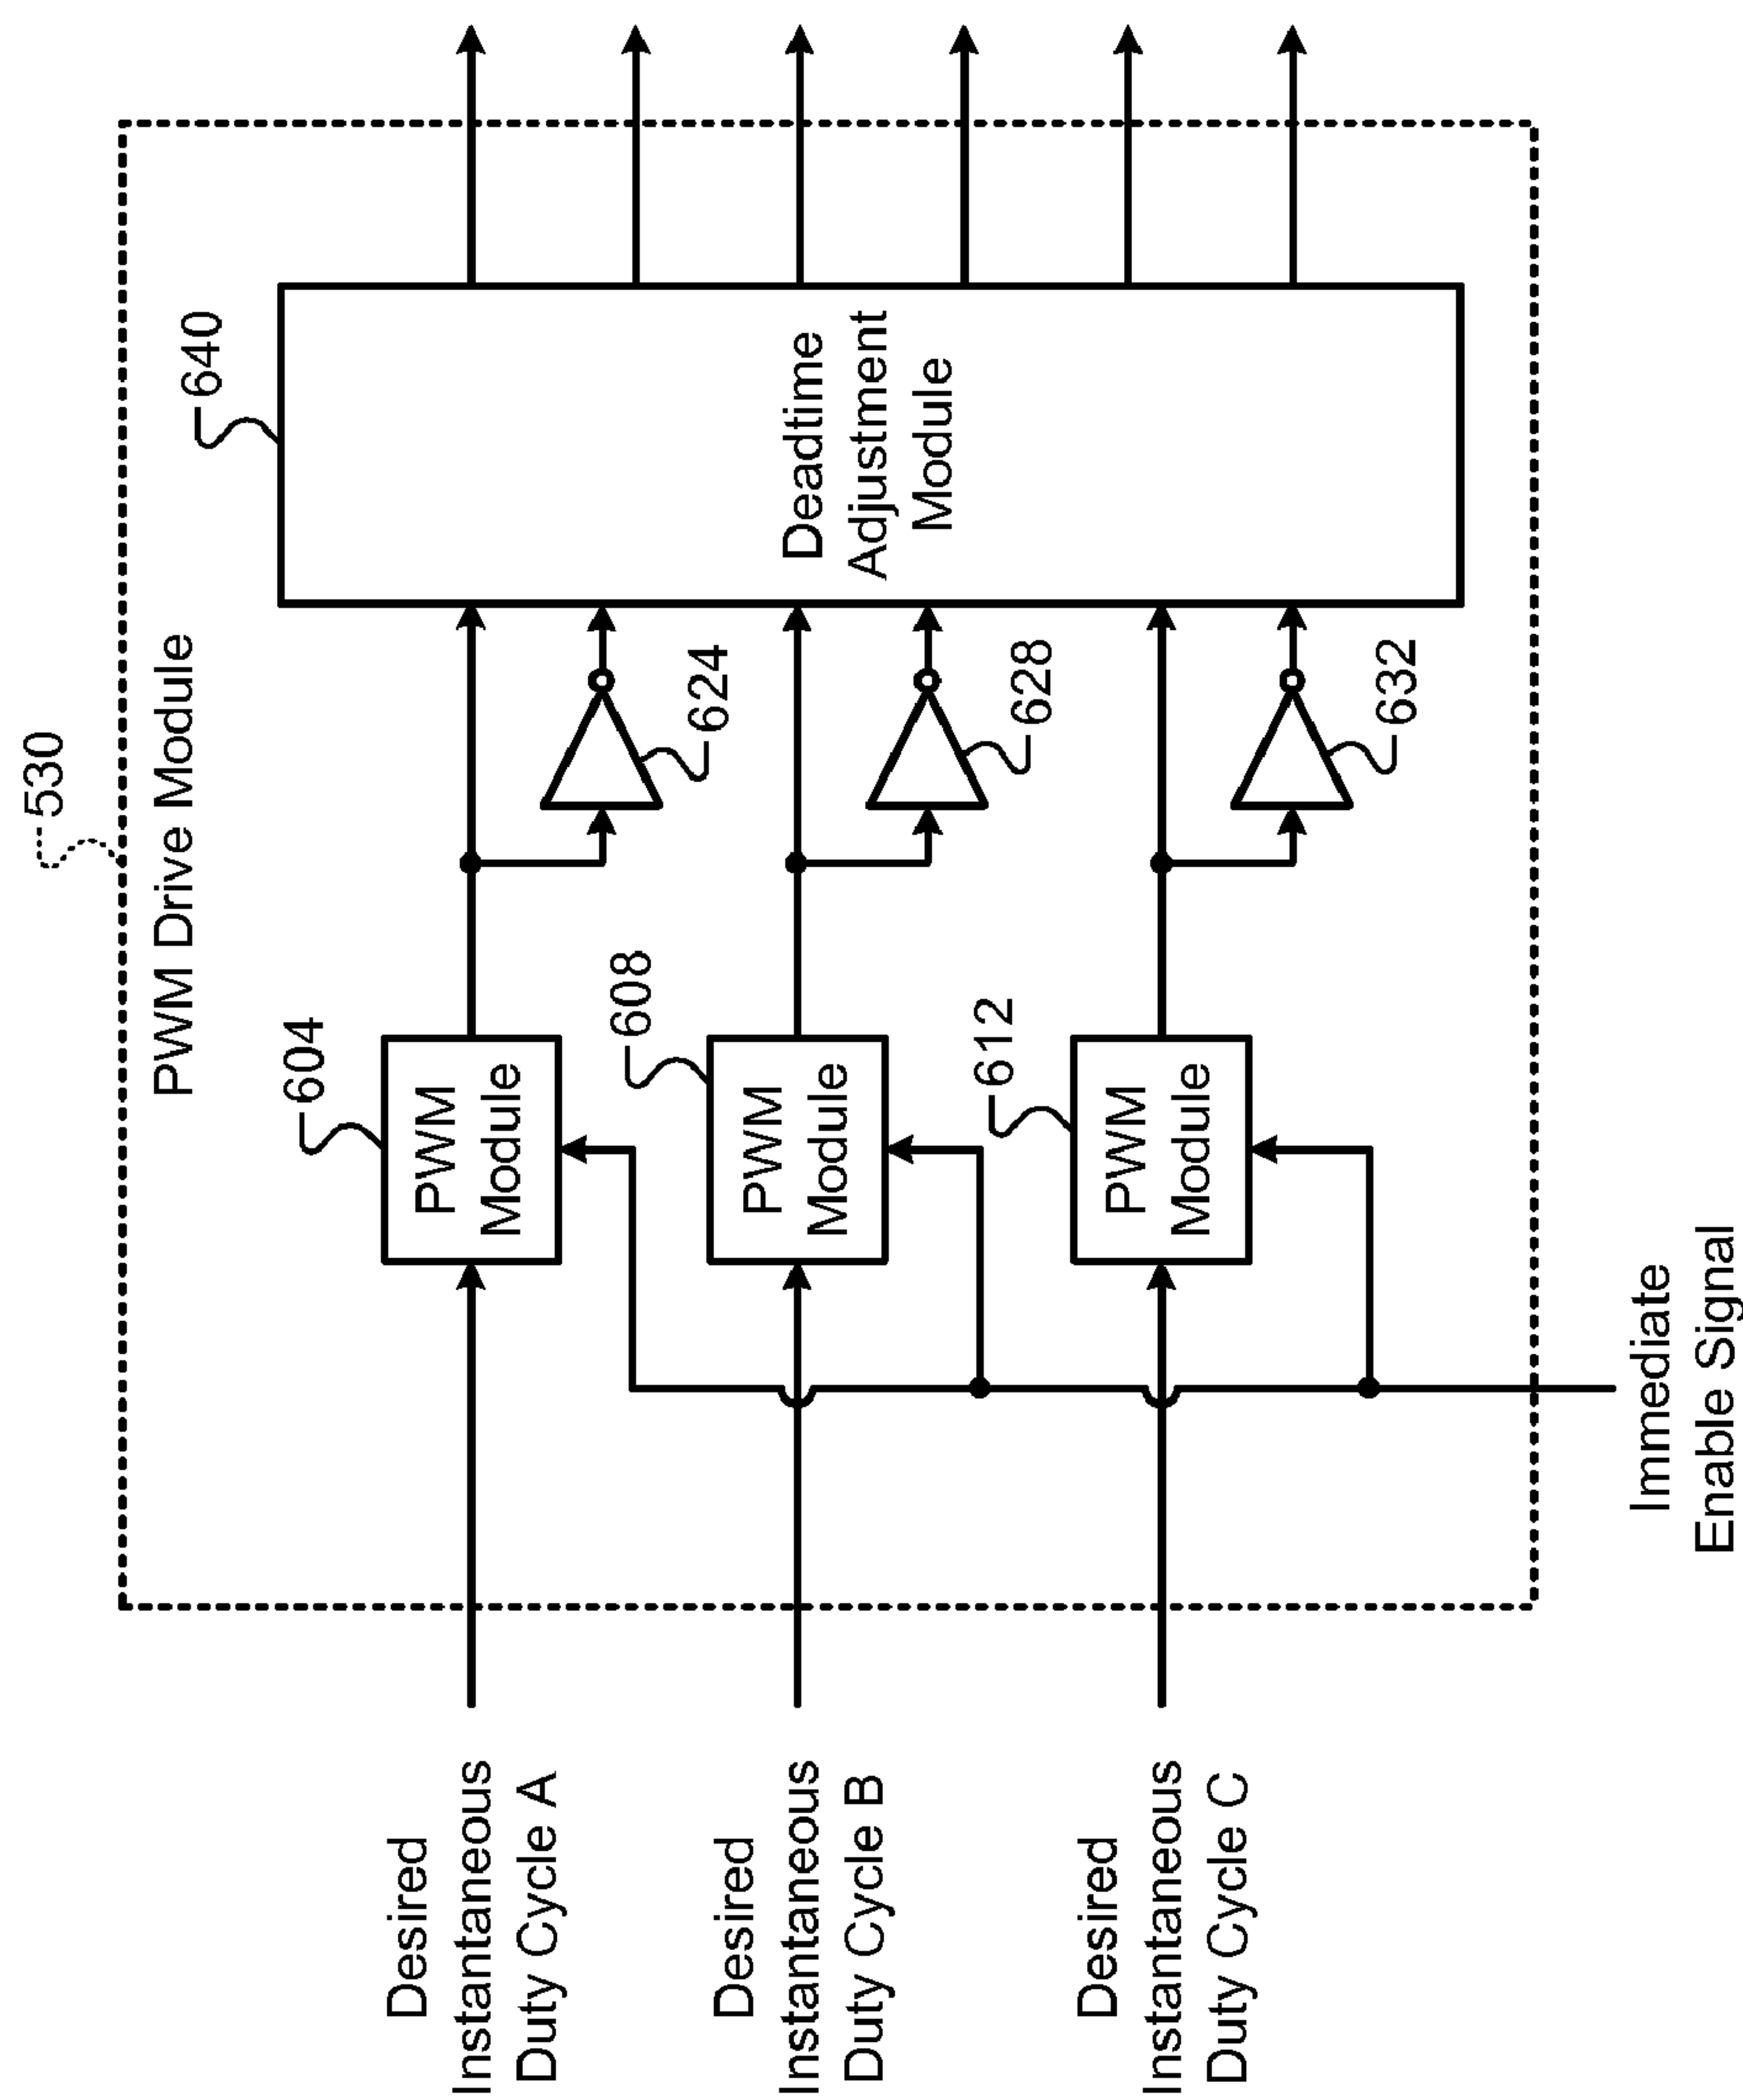 530
PWM Drive Module
640
604
PWM
Module
608
PWM
Module
612
PWM
Module
624
628
632
Deadtime
Adjustment
Module
Desired
Instantaneous
Duty Cycle A
Desired
Instantaneous
Duty Cycle B
Desired
Instantaneous
Duty Cycle C
Immediate
Enable Signal